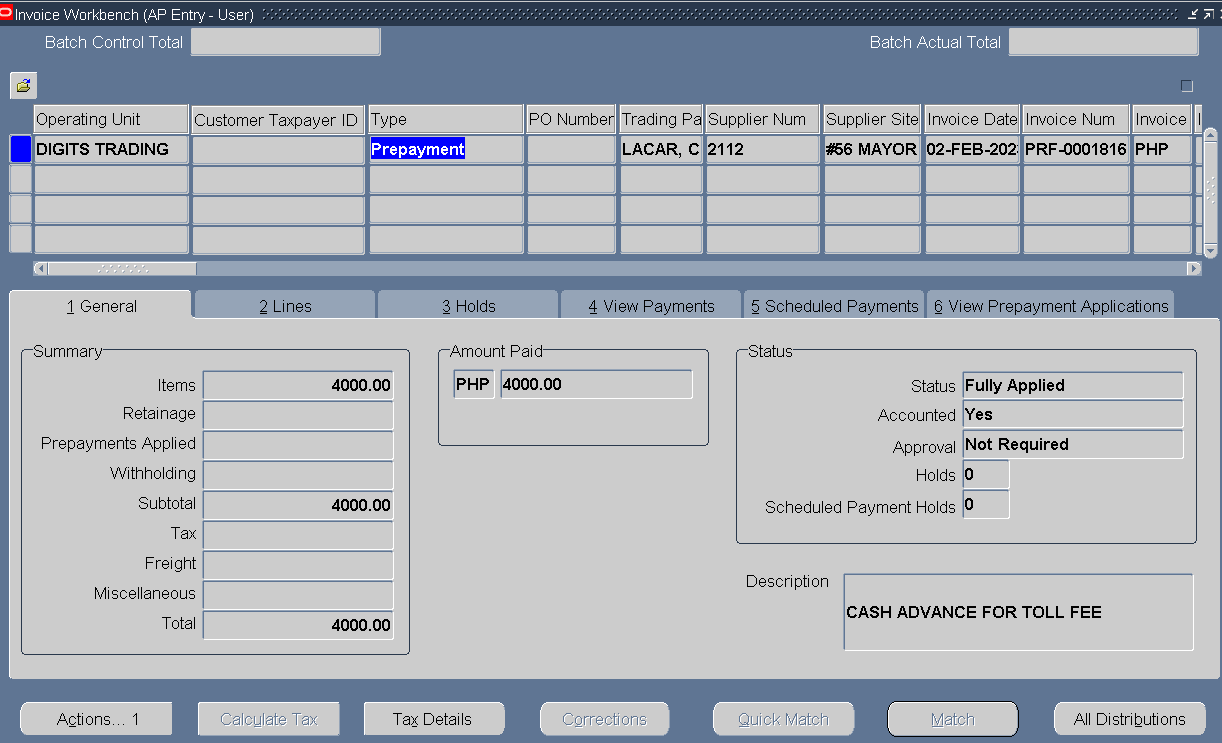 Invoice Workbench (AP Entry - User)
Batch Control Total Batch Actual Total
Operating Unit Customer Taxpayer ID Type PO Number Trading Pa Supplier Num Supplier Site Invoice Date Invoice Num Invoice
DIGITS TRADING Prepayment LACAR, C 2112 #56 MAYOR 02-FEB-202 PRF-0001816 PHP
1 General 2 Lines 3 Holds 4 View Payments 5 Scheduled Payments 6 View Prepayment Applications
Summary
Items 4000.00
Retainage
Prepayments Applied
Withholding
Subtotal 4000.00
Tax
Freight
Miscellaneous
Total 4000.00
Amount Paid
PHP 4000.00
Status
Status Fully Applied
Accounted Yes
Approval Not Required
Holds 0
Scheduled Payment Holds 0
Description CASH ADVANCE FOR TOLL FEE
Actions... 1 Calculate Tax Tax Details Corrections Quick Match Match All Distributions